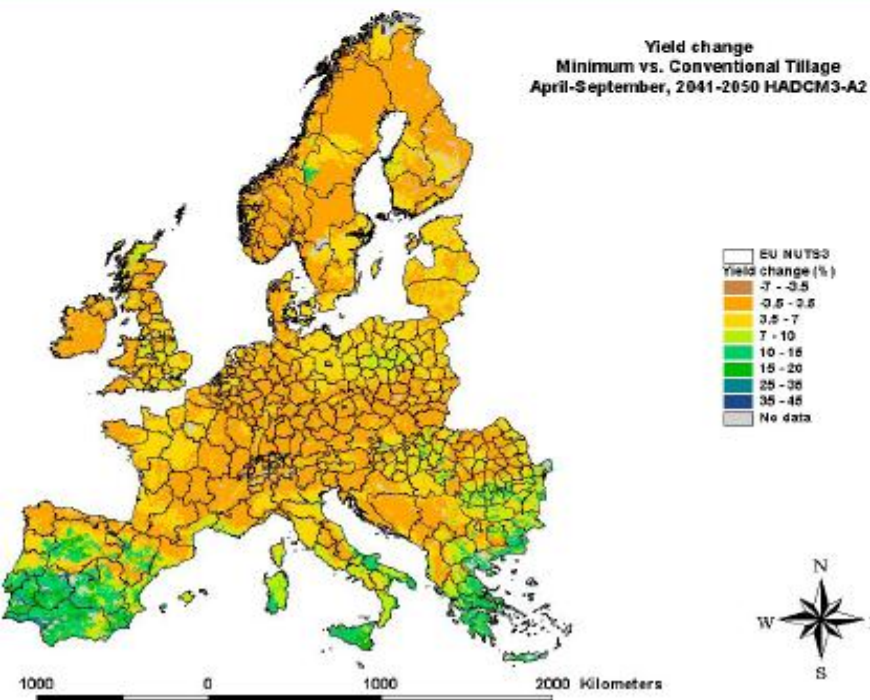 Yield change
Minimum vs. Conventional Tillage
April-September, 2041-2050 HADCM3-A2
EU NUTS3
Yield change (%)
-7 - -3.5
-3.5 - 3.5
3.5 - 7
7 - 10
10 - 15
15 - 20
25 - 35
35 - 45
No data
N
W
S
1000 0 1000 2000 Kilometers